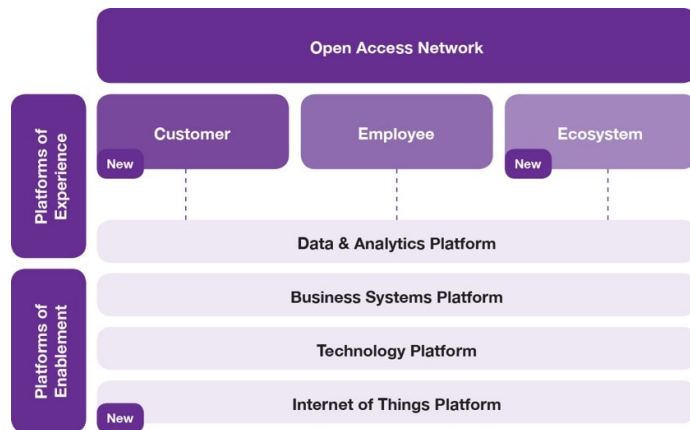 Open Access Network
Platforms of
Experience
Customer
New
Employee
Ecosystem
New
Data & Analytics Platform
Platforms of
Enablement
Business Systems Platform
Technology Platform
Internet of Things Platform
New